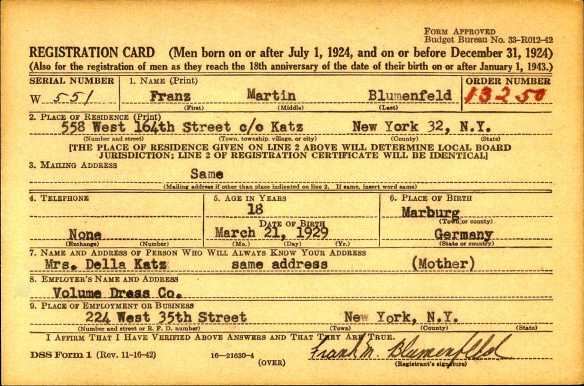 FORM APPROVED
Budget Bureau No. 33-R012-42
REGISTRATION CARD (Men born on or after July 1, 1924, and on or before December 31, 1924)
(Also for the registration of men as they reach the 18th anniversary of the date of their birth on or after January 1, 1943.)
SERIAL NUMBER 1. NAME (Print) ORDER NUMBER
W 551 Franz Martin Blumenfeld 13250
(First) (Middle) (Last)
2. PLACE OF RESIDENCE (Print)
558 West 164th Street c/o Katz New York 32, N.Y.
(Number and street) (Town, township, village, or city) (County) (State)
[THE PLACE OF RESIDENCE GIVEN ON LINE 2 ABOVE WILL DETERMINE LOCAL BOARD
JURISDICTION; LINE 2 OF REGISTRATION CERTIFICATE WILL BE IDENTICAL]
3. MAILING ADDRESS
Same
(Mailing address if other than place indicated on line 2. If same, insert word same)
4. TELEPHONE 5. AGE IN YEARS 6. PLACE OF BIRTH
18 Marburg
DATE OF BIRTH (Town or county)
None March 21, 1929 Germany
(Exchange) (Number) (Mo.) (Day) (Yr.) (State or country)
7. NAME AND ADDRESS OF PERSON WHO WILL ALWAYS KNOW YOUR ADDRESS
Mrs. Della Katz same address (Mother)
8. EMPLOYER'S NAME AND ADDRESS
Volume Dress Co.
9. PLACE OF EMPLOYMENT OR BUSINESS
224 West 35th Street New York, N.Y.
(Number and street or R. F. D. number) (Town) (County) (State)
I AFFIRM THAT I HAVE VERIFIED ABOVE ANSWERS AND THAT THEY ARE TRUE.
DSS Form 1 (Rev. 11-16-42) 16-21630-4 Frank M. Blumenfeld
(OVER) (Registrant's signature)